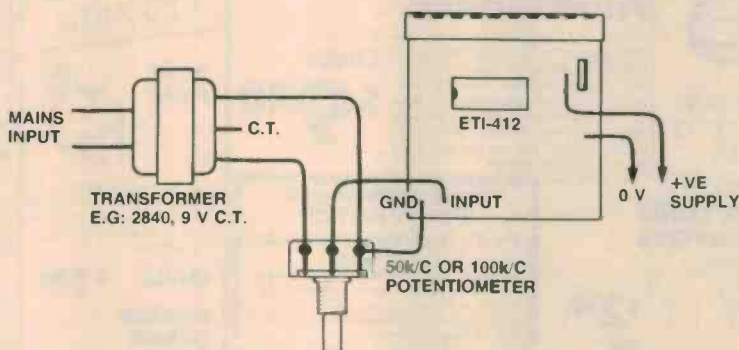 MAINS
INPUT
C.T.
TRANSFORMER
E.G: 2840, 9 V C.T.
ETI-412
GND
INPUT
0 V
+VE
SUPPLY
50k/C OR 100k/C
POTENTIOMETER